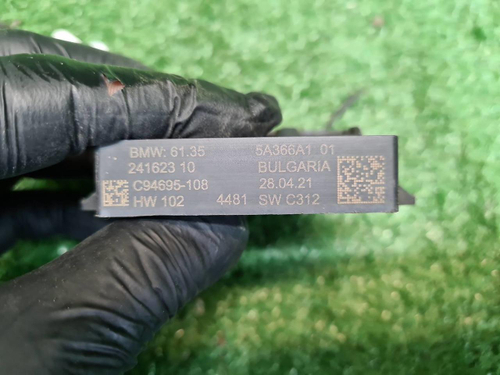 BMW: 61.35 5A366A1 01
241623 10 BULGARIA
C94695-108 28.04.21
HW 102 4481 SW C312